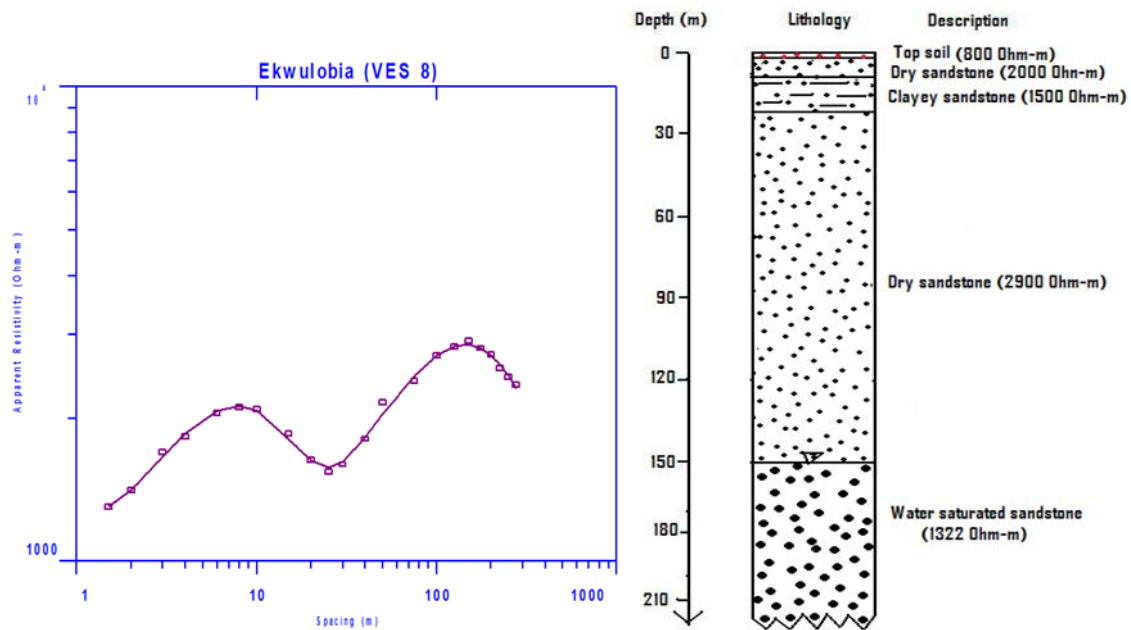 Ekwulobia (VES 8)
10⁴
Apparent Resistivity (Ohm-m)
1000
1 10 100 1000
Spacing (m)
Depth (m) Lithology Description
0
30
60
90
120
150
180
210
Top soil (800 Ohm-m)
Dry sandstone (2000 Ohn-m)
Clayey sandstone (1500 Ohm-m)
Dry sandstone (2900 Ohm-m)
Water saturated sandstone
(1322 Ohm-m)